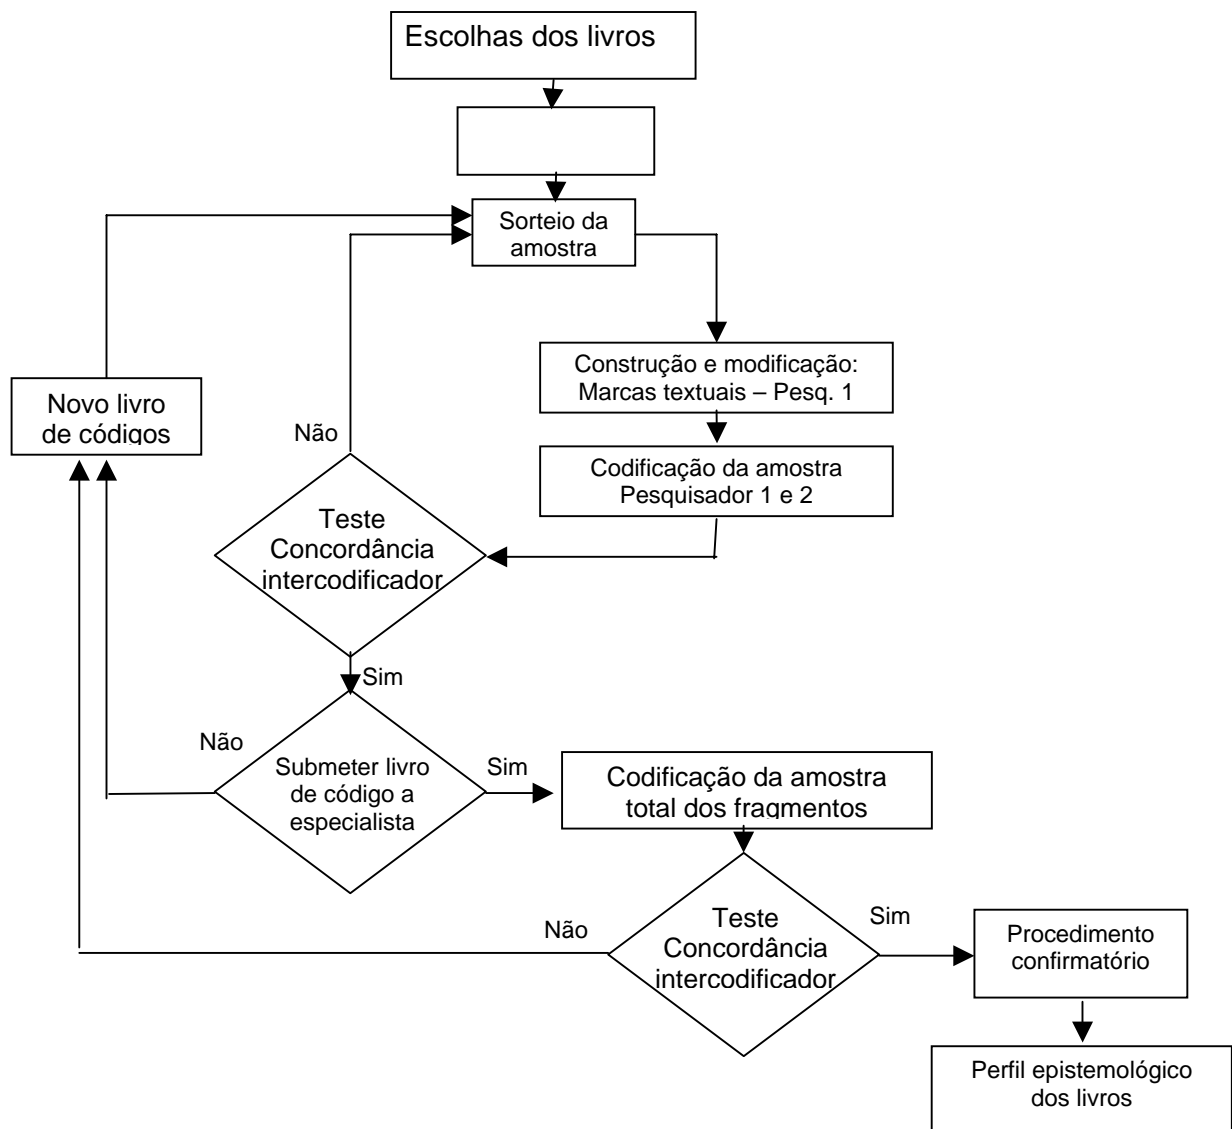 Escolhas dos livros
Sorteio da
amostra
Construção e modificação:
Marcas textuais – Pesq. 1
Novo livro
de códigos
Não
Codificação da amostra
Pesquisador 1 e 2
Teste
Concordância
intercodificador
Sim
Não
Submeter livro
de código a
especialista
Sim
Codificação da amostra
total dos fragmentos
Não
Teste
Concordância
intercodificador
Sim
Procedimento
confirmatório
Perfil epistemológico
dos livros